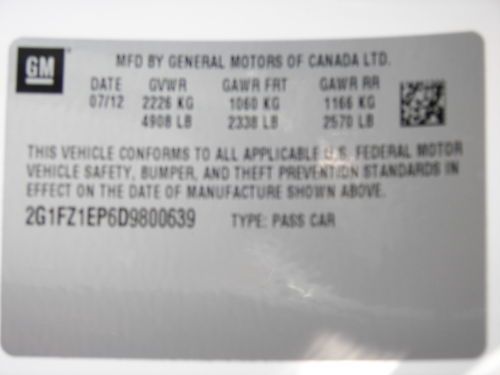 GM
MFD BY GENERAL MOTORS OF CANADA LTD.
DATE GVWR GAWR FRT GAWR RR
07/12 2226 KG 1060 KG 1166 KG
4908 LB 2338 LB 2570 LB
THIS VEHICLE CONFORMS TO ALL APPLICABLE U.S. FEDERAL MOTOR
VEHICLE SAFETY, BUMPER, AND THEFT PREVENTION STANDARDS IN
EFFECT ON THE DATE OF MANUFACTURE SHOWN ABOVE.
2G1FZ1EP6D9800639 TYPE: PASS CAR